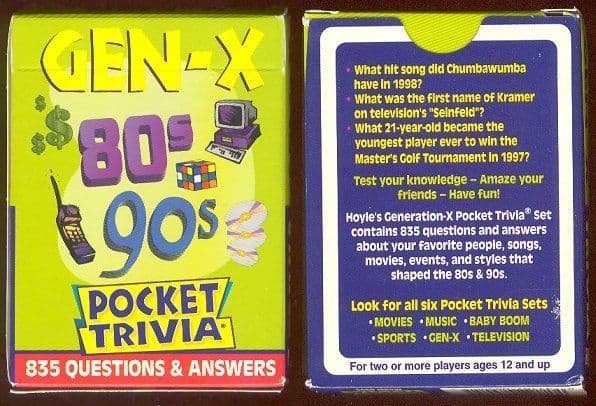 GEN-X
$
$
$
$
80s
90s
POCKET
TRIVIA®
835 QUESTIONS & ANSWERS
• What hit song did Chumbawumba
have in 1998?
• What was the first name of Kramer
on television's "Seinfeld"?
• What 21-year-old became the
youngest player ever to win the
Master's Golf Tournament in 1997?
Test your knowledge – Amaze your
friends – Have fun!
Hoyle's Generation-X Pocket Trivia® Set
contains 835 questions and answers
about your favorite people, songs,
movies, events, and styles that
shaped the 80s & 90s.
Look for all six Pocket Trivia Sets
• MOVIES • MUSIC • BABY BOOM
• SPORTS • GEN-X • TELEVISION
For two or more players ages 12 and up